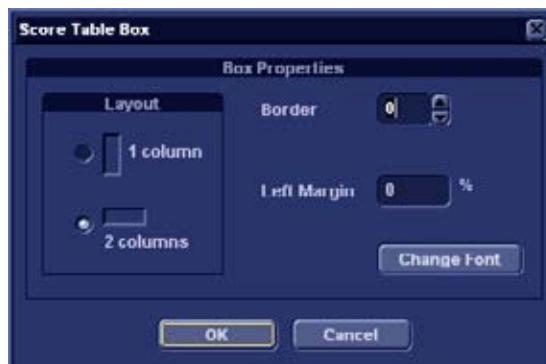 Score Table Box
Box Properties
Layout
1 column
2 columns
Border
0
Left Margin
0
%
Change Font
OK
Cancel